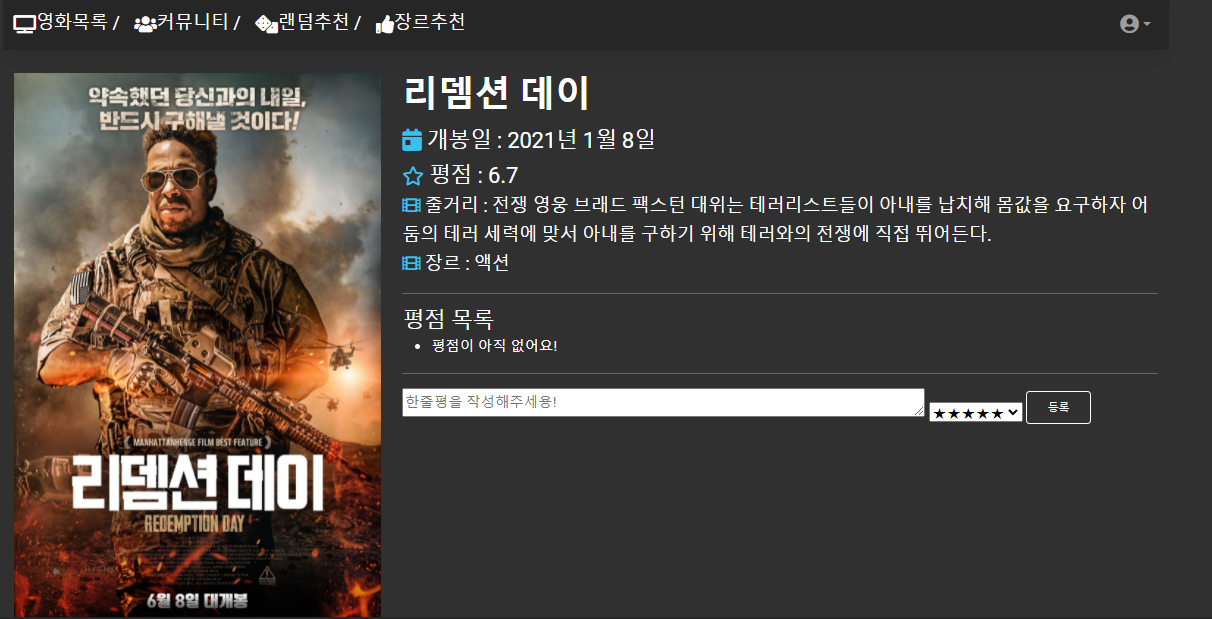 영화목록 / 커뮤니티 / 랜덤추천 / 장르추천
약속했던 당신과의 내일,
반드시 구해낼 것이다!
《 MANHATTANHENGE FILM BEST FEATURE 》
리뎀션 데이
REDEMPTION DAY
6월 8일 대개봉
리뎀션 데이
개봉일 : 2021년 1월 8일
평점 : 6.7
줄거리 : 전쟁 영웅 브래드 팩스턴 대위는 테러리스트들이 아내를 납치해 몸값을 요구하자 어
둠의 테러 세력에 맞서 아내를 구하기 위해 테러와의 전쟁에 직접 뛰어든다.
장르 : 액션
평점 목록
• 평점이 아직 없어요!
한줄평을 작성해주세용!
★★★★★
등록